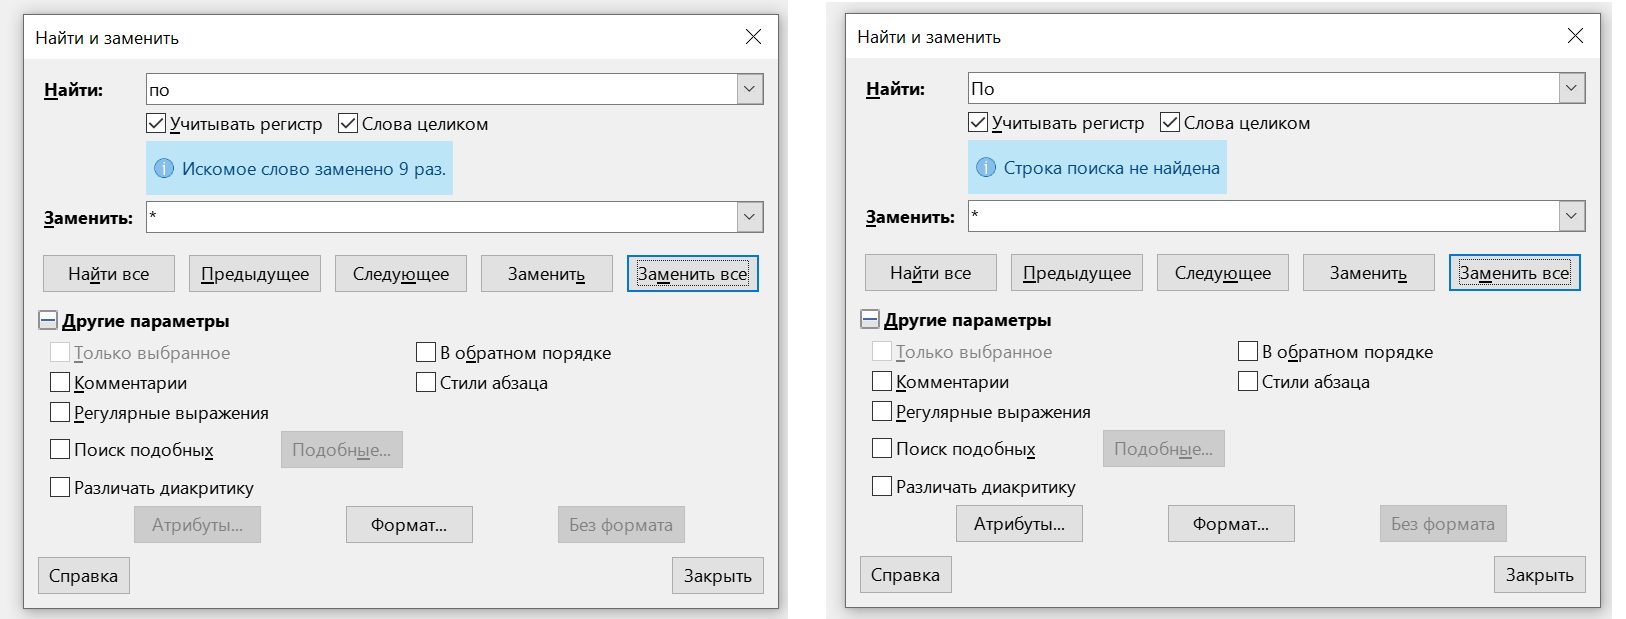 Найти и заменить
Найти:
по
Учитывать регистр
Слова целиком
Искомое слово заменено 9 раз.
Заменить:
*
Найти все
Предыдущее
Следующее
Заменить
Заменить все
Другие параметры
Только выбранное
В обратном порядке
Комментарии
Стили абзаца
Регулярные выражения
Поиск подобных
Подобные...
Различать диакритику
Атрибуты...
Формат...
Без формата
Справка
Закрыть
Найти и заменить
Найти:
По
Учитывать регистр
Слова целиком
Строка поиска не найдена
Заменить:
*
Найти все
Предыдущее
Следующее
Заменить
Заменить все
Другие параметры
Только выбранное
В обратном порядке
Комментарии
Стили абзаца
Регулярные выражения
Поиск подобных
Подобные...
Различать диакритику
Атрибуты...
Формат...
Без формата
Справка
Закрыть